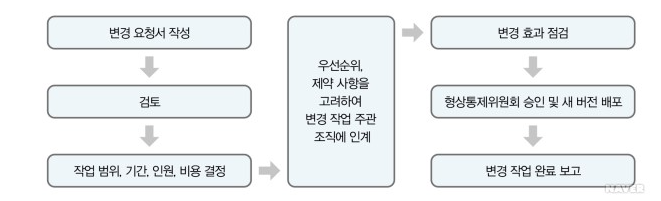 변경 요청서 작성
검토
작업 범위, 기간, 인원, 비용 결정
우선순위,
제약 사항을
고려하여
변경 작업 주관
조직에 인계
변경 효과 점검
형상통제위원회 승인 및 새 버전 배포
변경 작업 완료 보고
NAVER